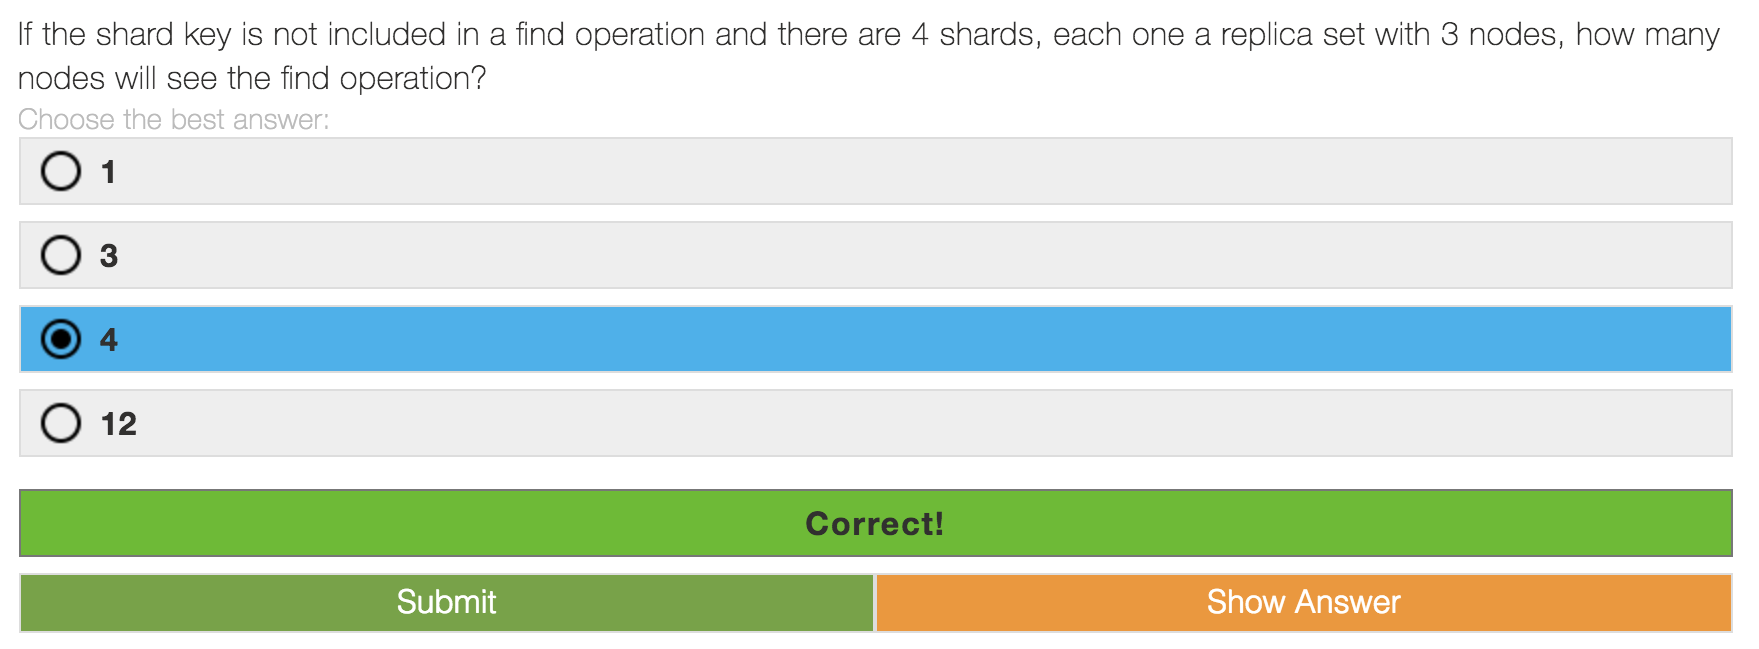 If the shard key is not included in a find operation and there are 4 shards, each one a replica set with 3 nodes, how many
nodes will see the find operation?
Choose the best answer:
1
3
4
12
Correct!
Submit
Show Answer